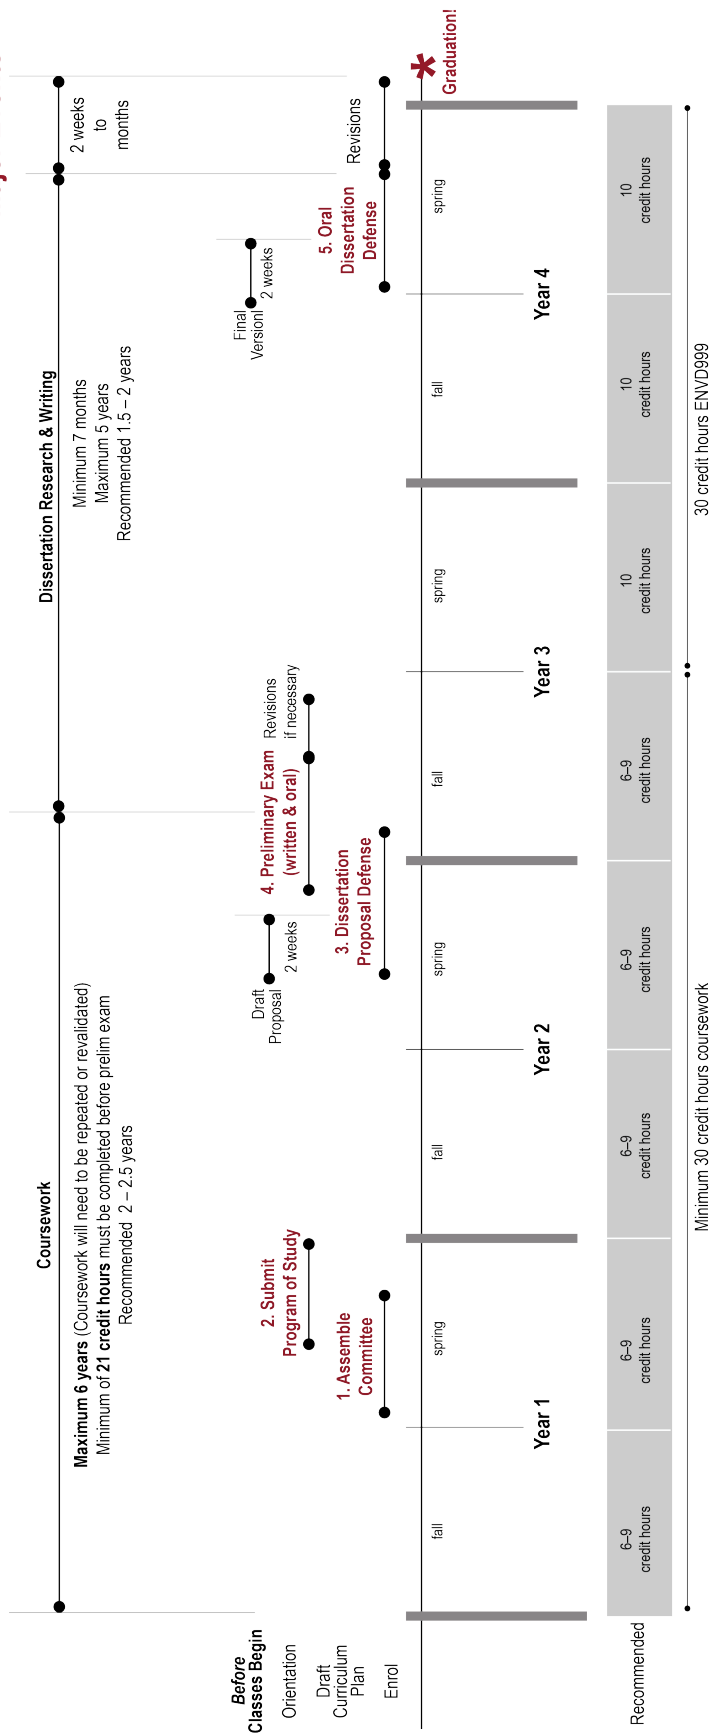 Coursework
Maximum 6 years (Coursework will need to be repeated or revalidated)
Minimum of 21 credit hours must be completed before prelim exam
Recommended 2 – 2.5 years
Dissertation Research & Writing
Minimum 7 months
Maximum 5 years
Recommended 1.5 – 2 years
2 weeks
to
months
Before
Classes Begin
Orientation
Draft
Curriculum
Plan
Enrol
2. Submit
Program of Study
1. Assemble
Committee
Draft
Proposal
2 weeks
4. Preliminary Exam
(written & oral)
Revisions
if necessary
3. Dissertation
Proposal Defense
Final
Versionl
2 weeks
5. Oral
Dissertation
Defense
Revisions
Graduation!
fall
spring
fall
spring
fall
spring
fall
spring
Year 1
Year 2
Year 3
Year 4
Recommended
6–9
credit hours
6–9
credit hours
6–9
credit hours
6–9
credit hours
6–9
credit hours
10
credit hours
10
credit hours
10
credit hours
Minimum 30 credit hours coursework
30 credit hours ENVD999